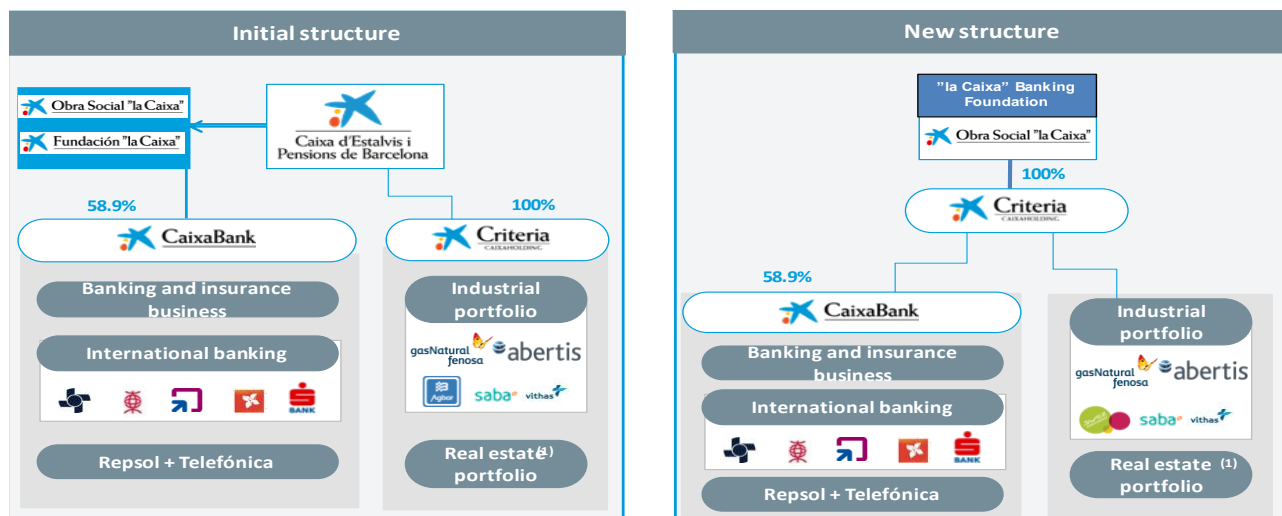 Initial structure
Obra Social "la Caixa"
Fundación "la Caixa"
Caixa d'Estalvis i
Pensions de Barcelona
58.9%
100%
CaixaBank
Criteria
CAIXAHOLDING
Banking and insurance
business
International banking
BANK
Repsol + Telefónica
Industrial
portfolio
gasNatural
fenosa
abertis
Agbar
saba
vithas
Real estate (1)
portfolio
New structure
"la Caixa" Banking
Foundation
Obra Social "la Caixa"
100%
Criteria
CAIXAHOLDING
58.9%
CaixaBank
Banking and insurance
business
International banking
BANK
Repsol + Telefónica
Industrial
portfolio
gasNatural
fenosa
abertis
saba
vithas
Real estate (1)
portfolio